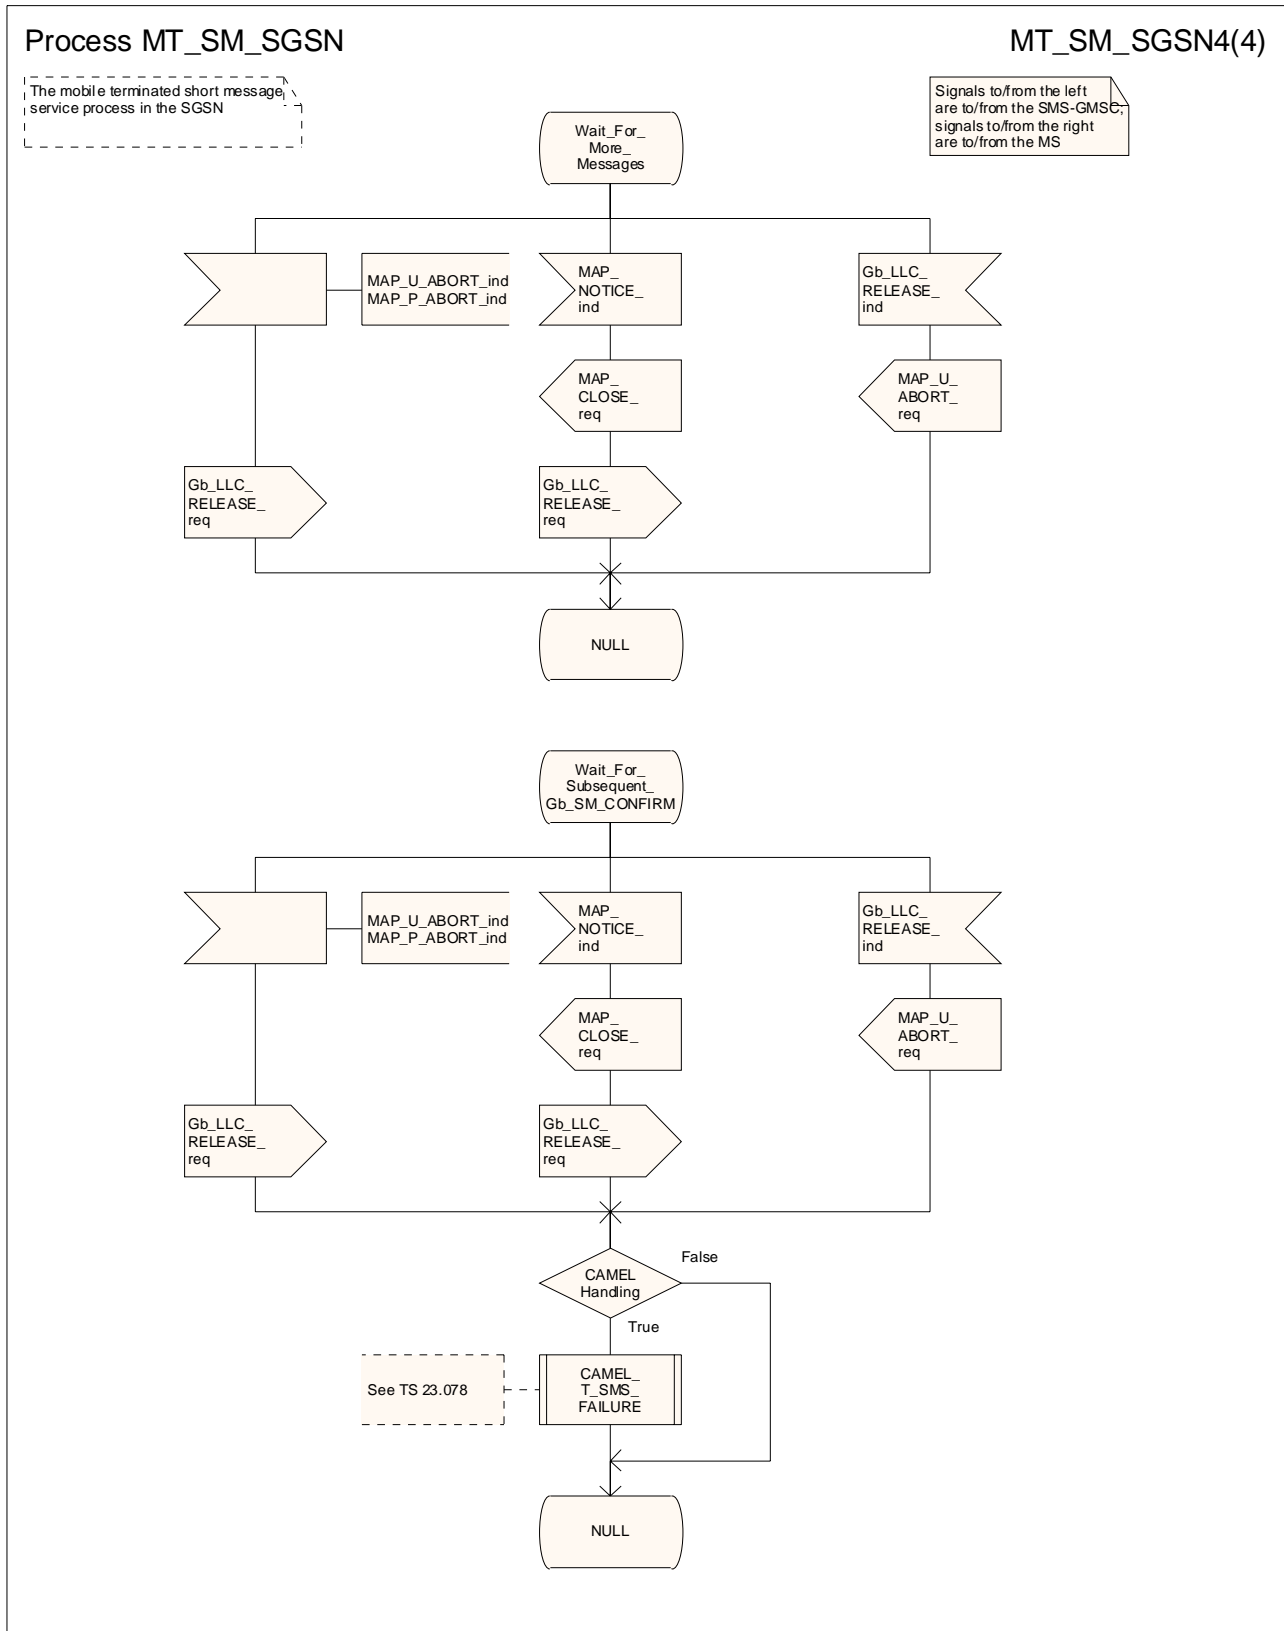 Process MT_SM_SGSN
MT_SM_SGSN4(4)
The mobile terminated short message
service process in the SGSN
Signals to/from the left
are to/from the SMS-GMSC;
signals to/from the right
are to/from the MS
Wait_For_
More_
Messages
MAP_U_ABORT_ind
MAP_P_ABORT_ind
MAP_
NOTICE_
ind
Gb_LLC_
RELEASE_
ind
MAP_
CLOSE_
req
MAP_U_
ABORT_
req
Gb_LLC_
RELEASE_
req
Gb_LLC_
RELEASE_
req
NULL
Wait_For_
Subsequent_
Gb_SM_CONFIRM
MAP_U_ABORT_ind
MAP_P_ABORT_ind
MAP_
NOTICE_
ind
Gb_LLC_
RELEASE_
ind
MAP_
CLOSE_
req
MAP_U_
ABORT_
req
Gb_LLC_
RELEASE_
req
Gb_LLC_
RELEASE_
req
False
CAMEL
Handling
True
See TS 23.078
CAMEL_
T_SMS_
FAILURE
NULL